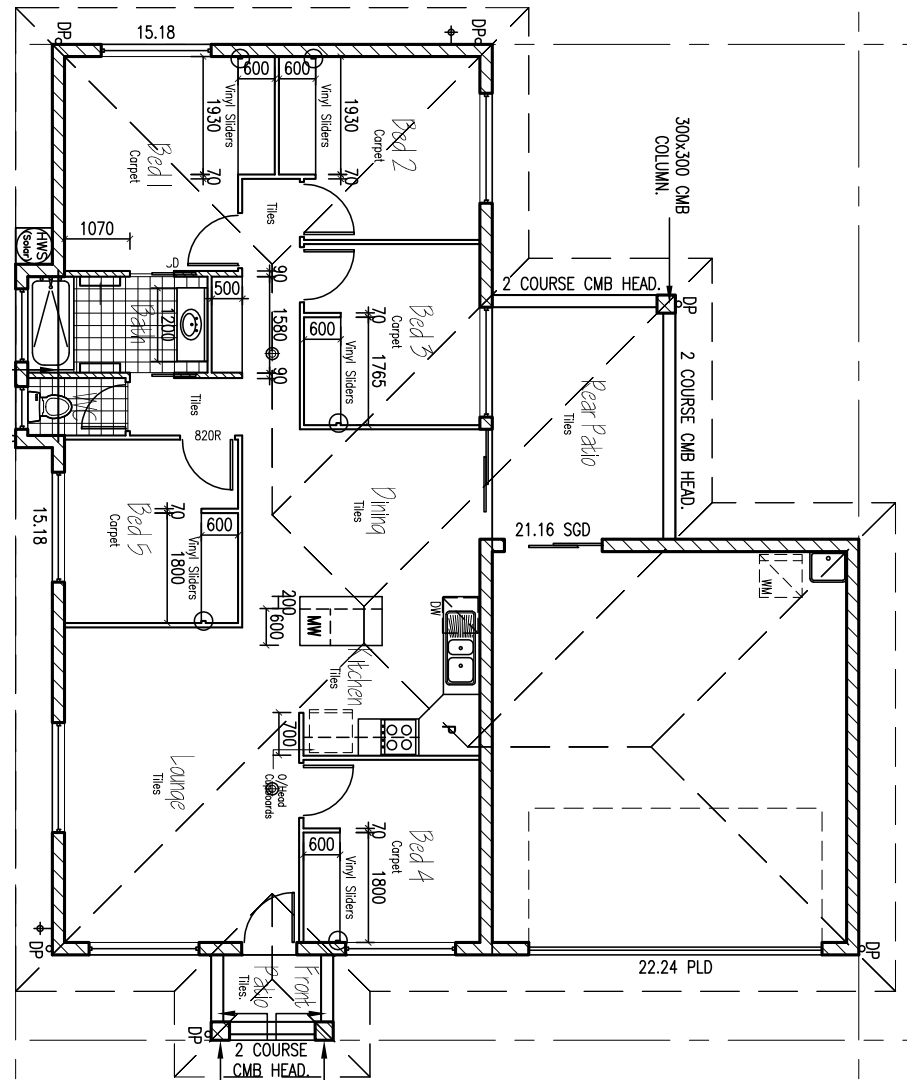 DP
15.18
DP
600
600
Vinyl Sliders
1930
Vinyl Sliders
1930
Bed 1
Carpet
Bed 2
Carpet
70
70
300x300 CMB
COLUMN.
Tiles
1070
HWS
(Solar)
90
500
2 COURSE CMB HEAD.
DP
Bath
1200
1580
600
70
Bed 3
Carpet
1765
Vinyl Sliders
Rear Patio
Tiles
2 COURSE CMB HEAD.
90
WC
Tiles
820R
Dining
Tiles
15.18
Bed 5
Carpet
70
600
Vinyl Sliders
1800
21.16 SGD
WM
200
600
MW
DW
Kitchen
Tiles
700
Lounge
Tiles
O/Head
Cupboards
70
600
Bed 4
Carpet
Vinyl Sliders
1800
DP
DP
22.24 PLD
Front
Patio
Tiles.
DP
2 COURSE
CMB HEAD.